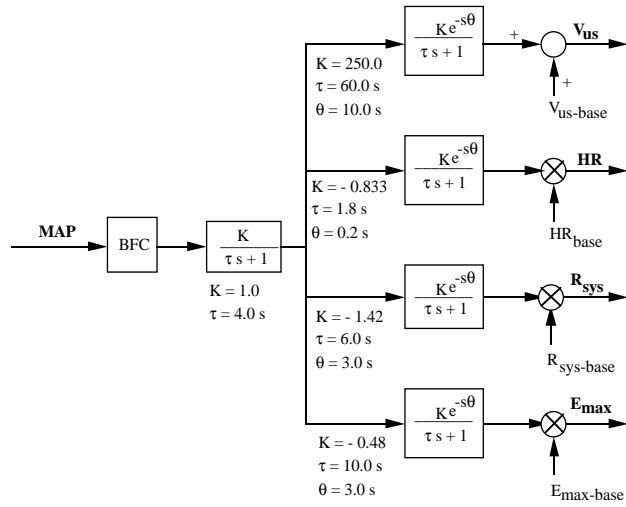 Ke^-sθ
τ s + 1
+
V_us
K = 250.0
τ = 60.0 s
θ = 10.0 s
+
V_us-base
Ke^-sθ
τ s + 1
HR
K = - 0.833
τ = 1.8 s
θ = 0.2 s
HR_base
MAP
BFC
K
τ s + 1
K = 1.0
τ = 4.0 s
Ke^-sθ
τ s + 1
R_sys
K = - 1.42
τ = 6.0 s
θ = 3.0 s
R_sys-base
Ke^-sθ
τ s + 1
E_max
K = -0.48
τ = 10.0 s
θ = 3.0 s
E_max-base